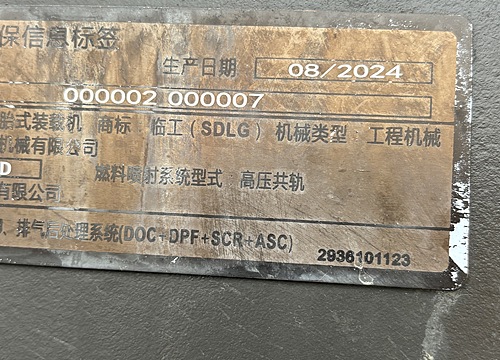 保信息标签
生产日期 08/2024
000002 000007
胎式装载机 商标 临工(SDLG) 机械类型 工程机械
机械有限公司
D 燃料喷射系统型式 高压共轨
有限公司
排气后处理系统(DOC+DPF+SCR+ASC)
2936101123